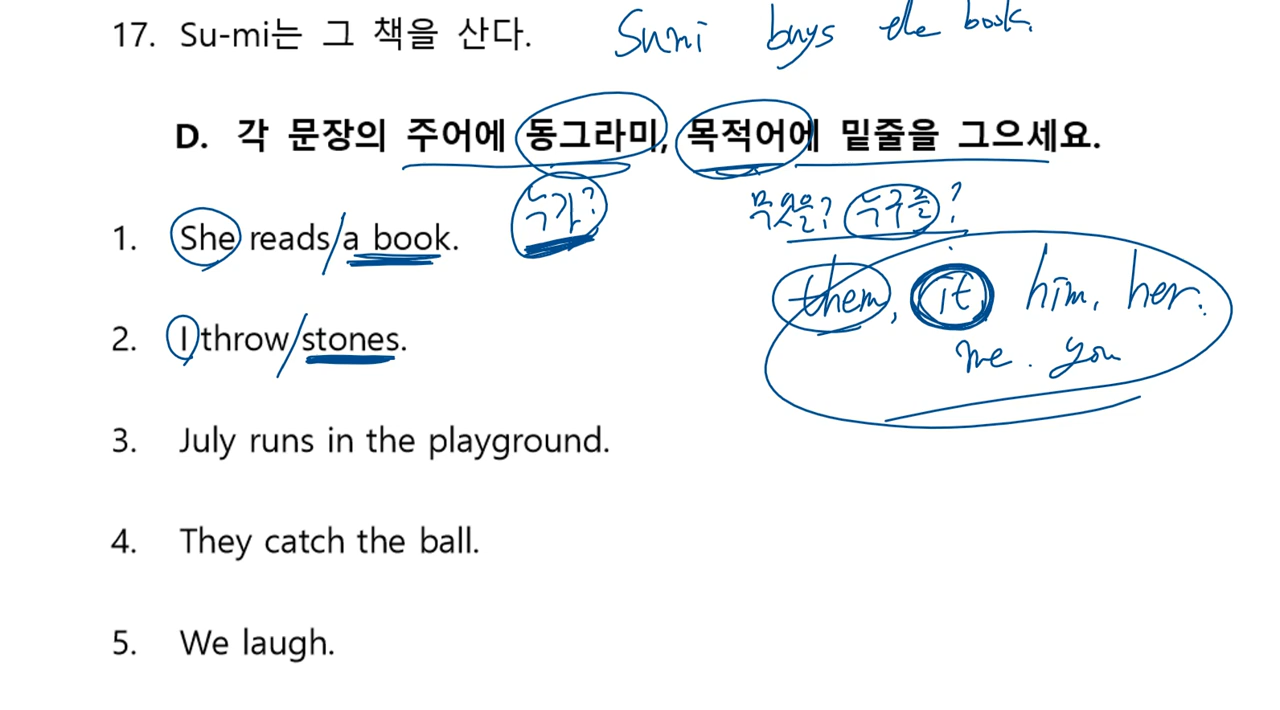 17. Su-mi는 그 책을 산다. Sumi buys the book.
D. 각 문장의 주어에 동그라미, 목적어에 밑줄을 그으세요.
누가? 무엇을? 누구를?
1. She reads/a book.
them, it, him, her.
2. I throw/stones.
me. you
3. July runs in the playground.
4. They catch the ball.
5. We laugh.